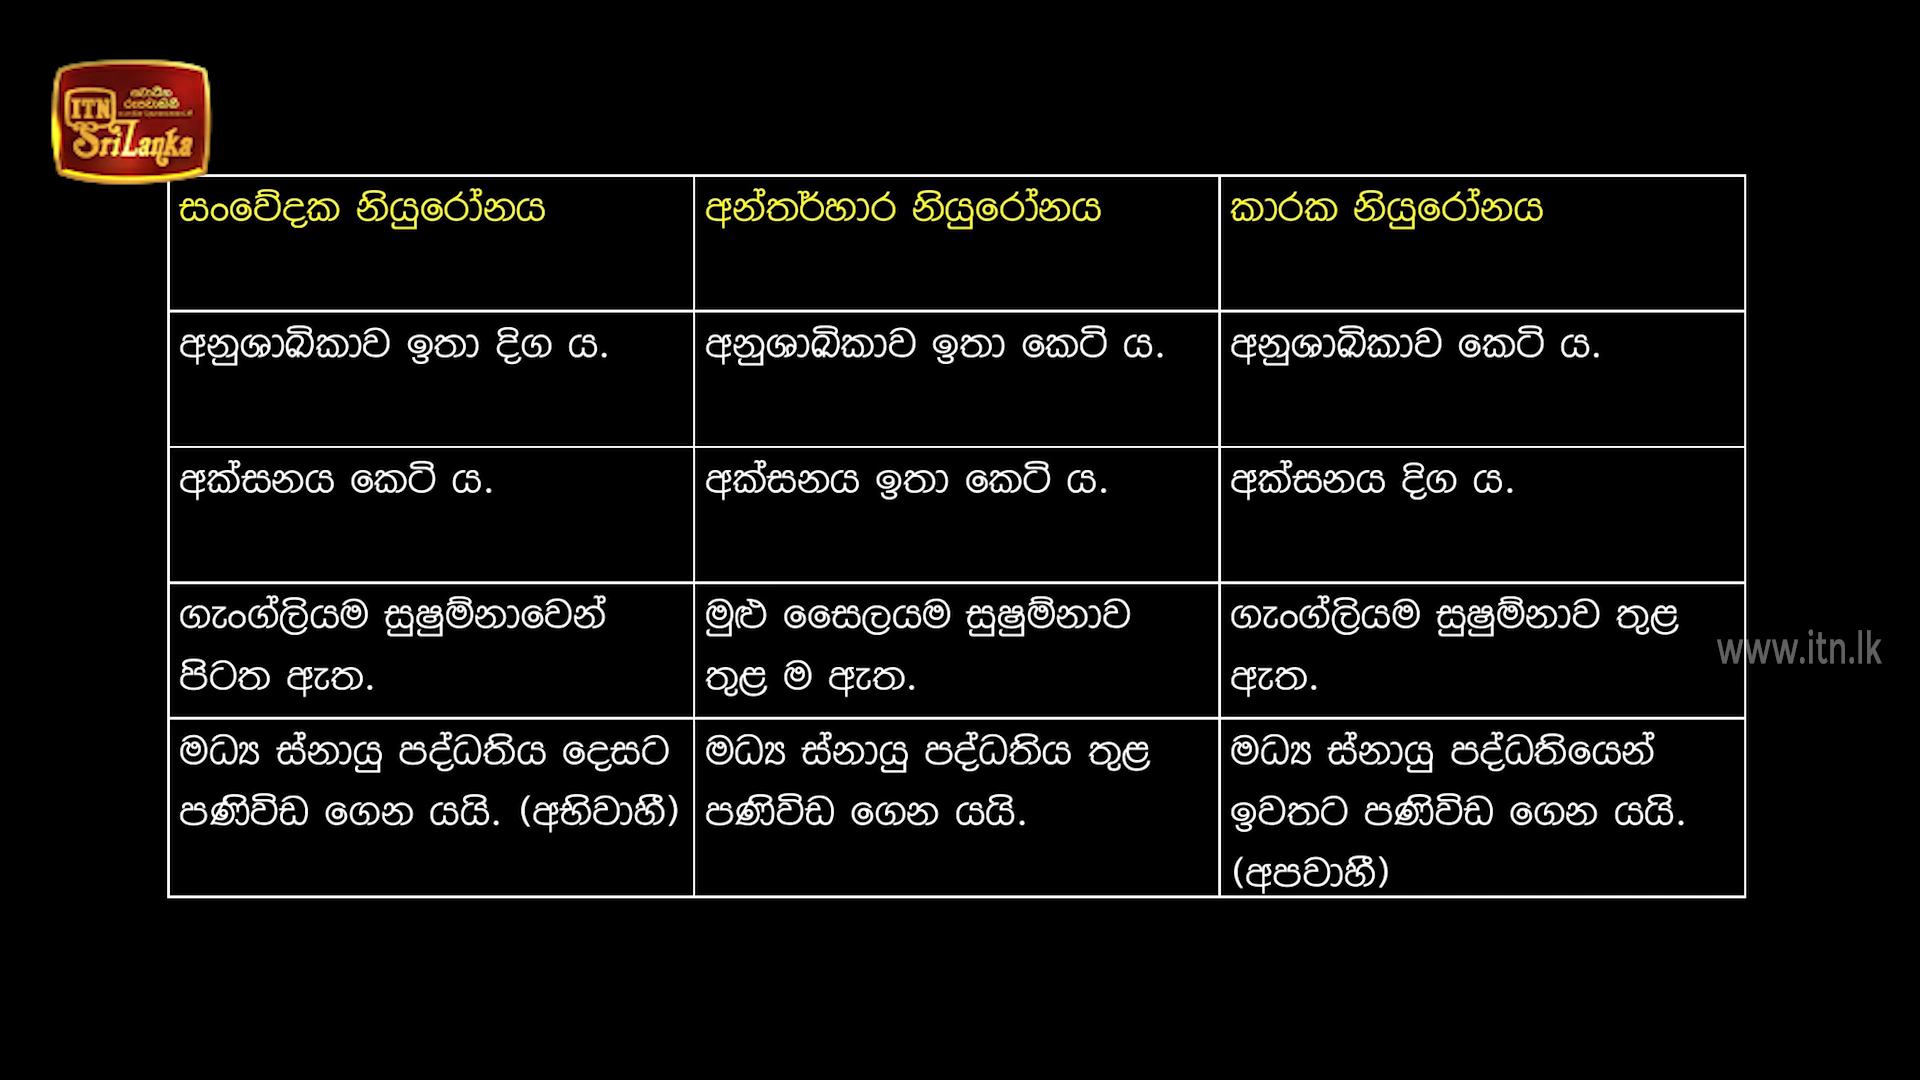 ITN
ස්වාධීන
රූපවාහිනී
SriLanka
සංවේදක නියුරෝනය
අන්තර්හාර නියුරෝනය
කාරක නියුරෝනය
අනුශාඛිකාව ඉතා දිග ය.
අනුශාඛිකාව ඉතා කෙටි ය.
අනුශාඛිකාව කෙටි ය.
අක්සනය කෙටි ය.
අක්සනය ඉතා කෙටි ය.
අක්සනය දිග ය.
ගැංග්ලියම සුෂුම්නාවෙන්
පිටත ඇත.
මුළු සෛලයම සුෂුම්නාව
තුළ ම ඇත.
ගැංග්ලියම සුෂුම්නාව තුළ
ඇත.
මධ්‍ය ස්නායු පද්ධතිය දෙසට
පණිවිඩ ගෙන යයි. (අභිවාහී)
මධ්‍ය ස්නායු පද්ධතිය තුළ
පණිවිඩ ගෙන යයි.
මධ්‍ය ස්නායු පද්ධතියෙන්
ඉවතට පණිවිඩ ගෙන යයි.
(අපවාහී)
www.itn.lk